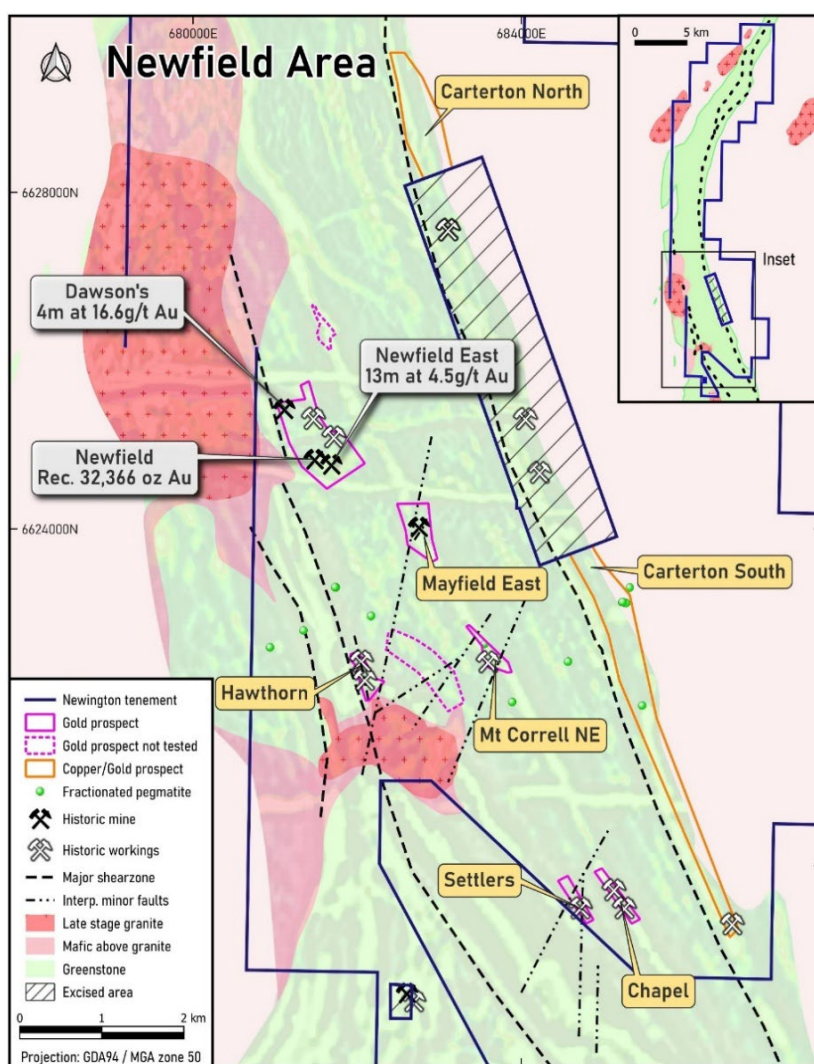 680000E
684000E
Newfield Area
0
5 km
Carterton North
6628000N
Inset
Dawson's
4m at 16.6g/t Au
Newfield East
13m at 4.5g/t Au
Newfield
Rec. 32,366 oz Au
6624000N
Mayfield East
Carterton South
Hawthorn
Mt Correll NE
Newington tenement
Gold prospect
Gold prospect not tested
Copper/Gold prospect
Fractionated pegmatite
Historic mine
Historic workings
Major shearzone
Interp. minor faults
Late stage granite
Mafic above granite
Greenstone
Excised area
Settlers
Chapel
0
1
2 km
Projection: GDA94 / MGA zone 50